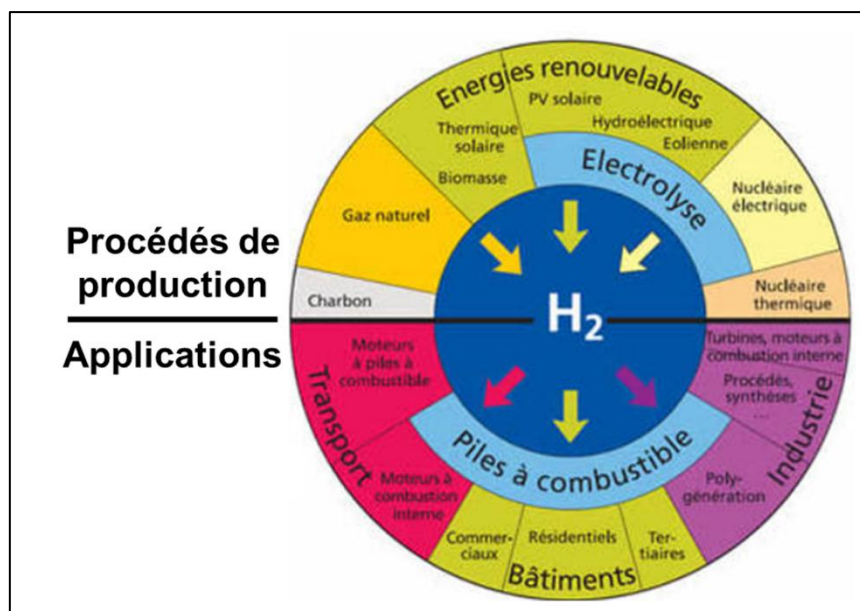 Energies renouvelables
PV solaire
Thermique
solaire
Hydroélectrique
Eolienne
Biomasse
Electrolyse
Nucléaire
électrique
Gaz naturel
Procédés de
production
Charbon
Nucléaire
thermique
H2
Applications
Moteurs
à piles à
combustible
Turbines, moteurs à
combustion interne
Procédés,
synthèses
...
Transport
Industrie
Piles à combustible
Moteurs à
combustion
interne
Poly-
génération
Commer-
ciaux
Résidentiels
Ter-
tiaires
Bâtiments